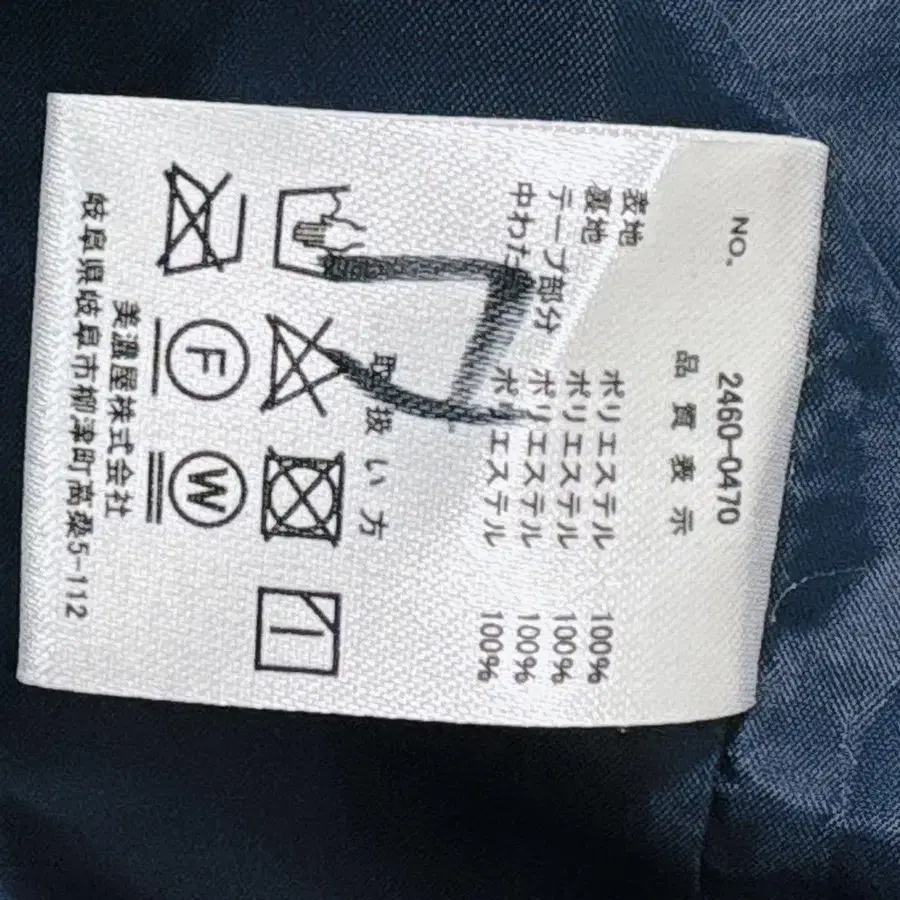 NO. 2460-0470
品質表示
表地 ポリエステル 100%
裏地 ポリエステル 100%
テープ部分 ポリエステル 100%
中わた ポリエステル 100%
取扱い方
F W
美濃屋株式会社
岐阜県岐阜市柳津町高桑5-112